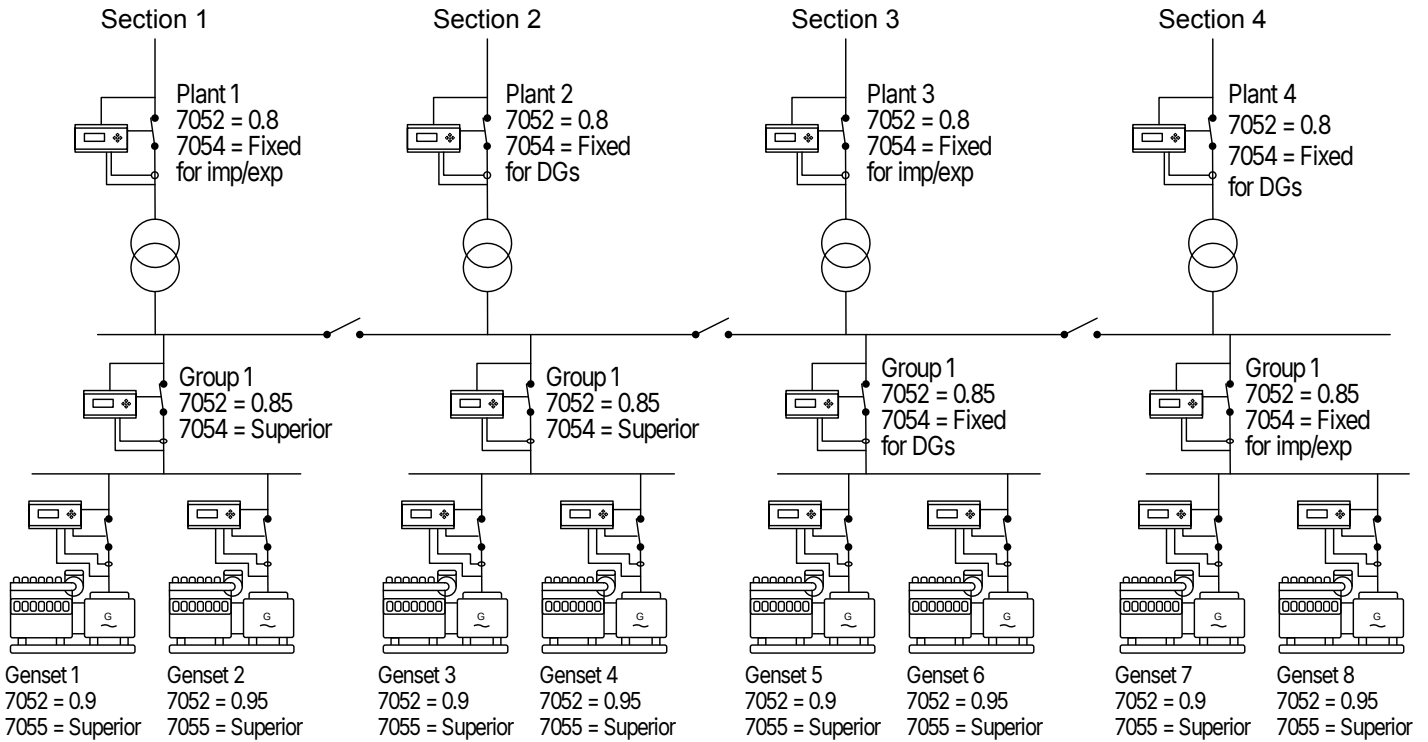 Section 1
Section 2
Section 3
Section 4
Plant 1
7052 = 0.8
7054 = Fixed
for imp/exp
Plant 2
7052 = 0.8
7054 = Fixed
for DGs
Plant 3
7052 = 0.8
7054 = Fixed
for imp/exp
Plant 4
7052 = 0.8
7054 = Fixed
for DGs
Group 1
7052 = 0.85
7054 = Superior
Group 1
7052 = 0.85
7054 = Superior
Group 1
7052 = 0.85
7054 = Fixed
for DGs
Group 1
7052 = 0.85
7054 = Fixed
for imp/exp
G
G
G
G
G
G
G
G
Genset 1
7052 = 0.9
7055 = Superior
Genset 2
7052 = 0.95
7055 = Superior
Genset 3
7052 = 0.9
7055 = Superior
Genset 4
7052 = 0.95
7055 = Superior
Genset 5
7052 = 0.9
7055 = Superior
Genset 6
7052 = 0.95
7055 = Superior
Genset 7
7052 = 0.9
7055 = Superior
Genset 8
7052 = 0.95
7055 = Superior